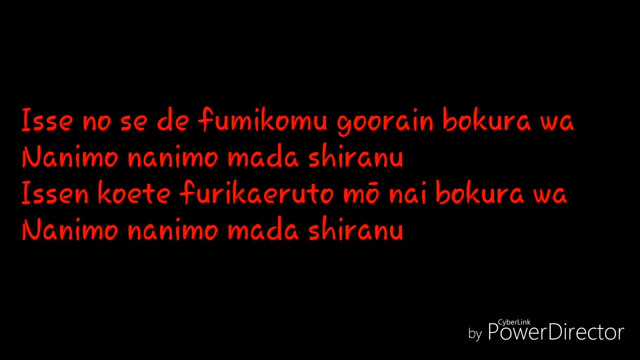 Isse no se de fumikomu goorain bokura wa
Nanimo nanimo mada shiranu
Issen koete furikaeruto mō nai bokura wa
Nanimo nanimo mada shiranu
CyberLink
by PowerDirector